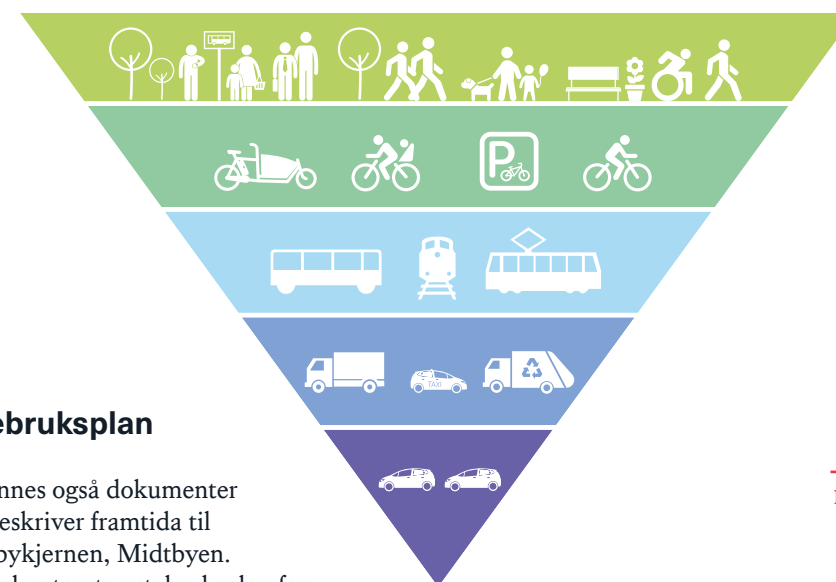 P
TAXI
ebruksplan
nnes også dokumenter
eskriver framtida til
bykjernen, Midtbyen.